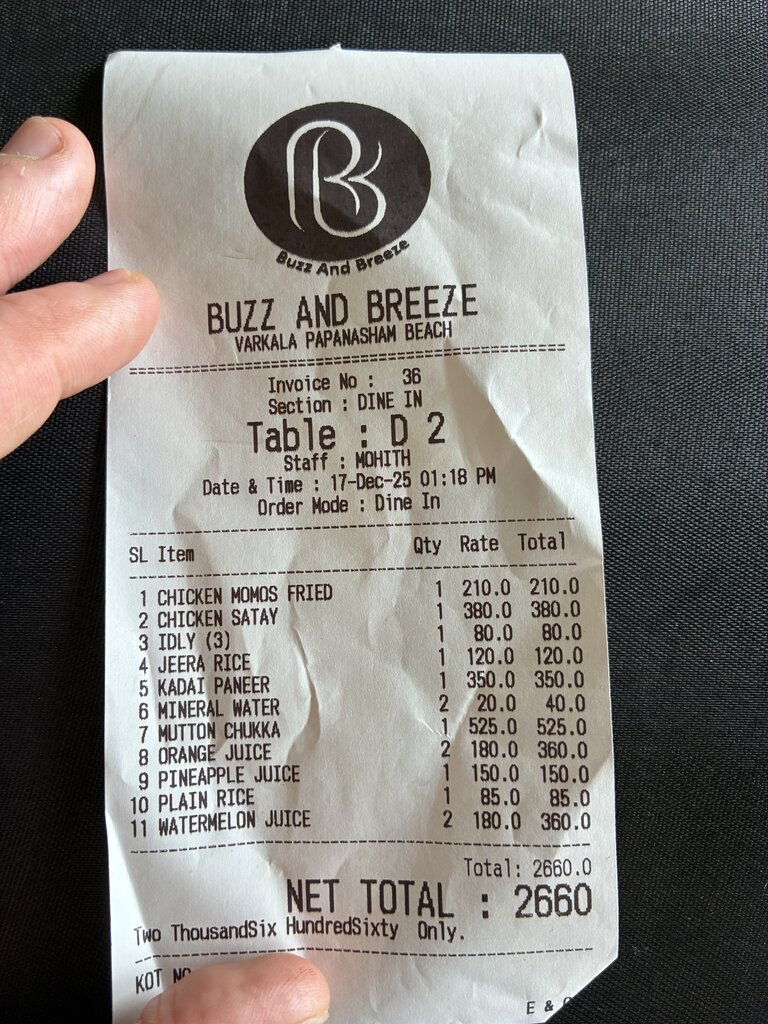 Buzz And Breeze
BUZZ AND BREEZE
VARKALA PAPANASHAM BEACH
Invoice No : 36
Section : DINE IN
Table : D 2
Staff : MOHITH
Date & Time : 17-Dec-25 01:18 PM
Order Mode : Dine In
SL Item Qty Rate Total
1 CHICKEN MOMOS FRIED 1 210.0 210.0
2 CHICKEN SATAY 1 380.0 380.0
3 IDLY (3) 1 80.0 80.0
4 JEERA RICE 1 120.0 120.0
5 KADAI PANEER 1 350.0 350.0
6 MINERAL WATER 2 20.0 40.0
7 MUTTON CHUKKA 1 525.0 525.0
8 ORANGE JUICE 2 180.0 360.0
9 PINEAPPLE JUICE 1 150.0 150.0
10 PLAIN RICE 1 85.0 85.0
11 WATERMELON JUICE 2 180.0 360.0
Total: 2660.0
NET TOTAL : 2660
Two ThousandSix HundredSixty Only.
KOT
E &